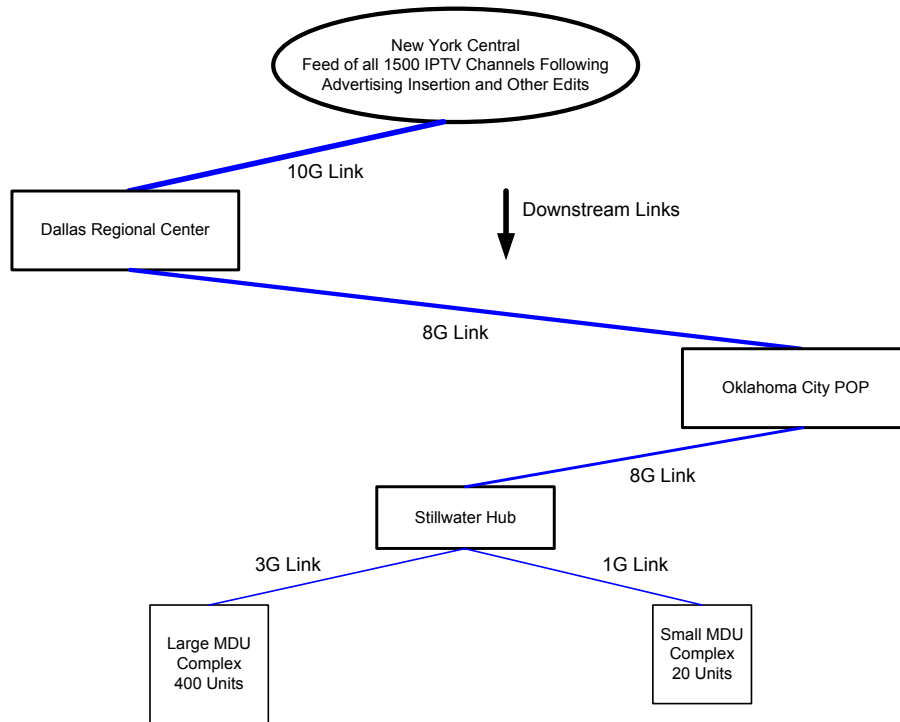 New York Central
Feed of all 1500 IPTV Channels Following
Advertising Insertion and Other Edits
10G Link
Dallas Regional Center
Downstream Links
8G Link
Oklahoma City POP
8G Link
Stillwater Hub
3G Link
1G Link
Large MDU
Complex
400 Units
Small MDU
Complex
20 Units